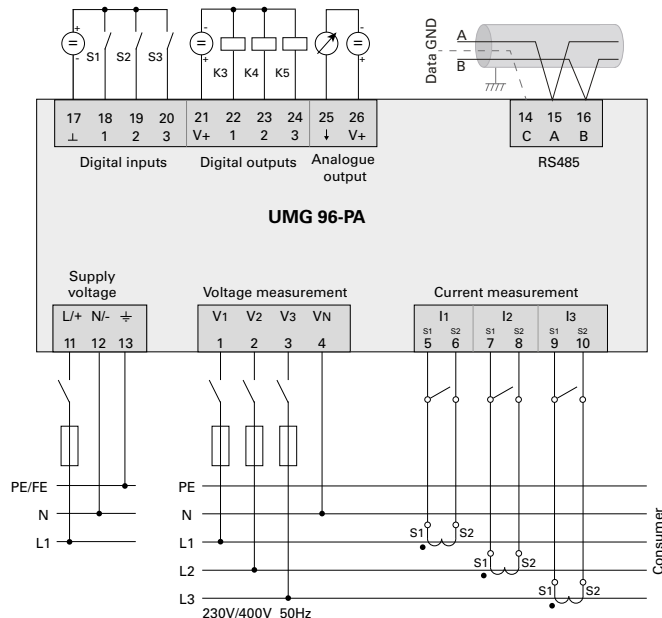 + - S1 S2 S3 - + K3 K4 K5 - +
Data GND
A
B
17 18 19 20 21 22 23 24 25 26
⊥ 1 2 3 V+ 1 2 3 ↓ V+
14 15 16
C A B
Digital inputs Digital outputs Analogue output
RS485
UMG 96-PA
Supply voltage
Voltage measurement
Current measurement
L/+ N/- ⏚
11 12 13
V1 V2 V3 VN
1 2 3 4
I1 I2 I3
S1 S2 S1 S2 S1 S2
5 6 7 8 9 10
PE/FE
N
L1
PE
N
L1
L2
L3
S1 S2
S1 S2
S1 S2
230V/400V 50Hz
Consumer